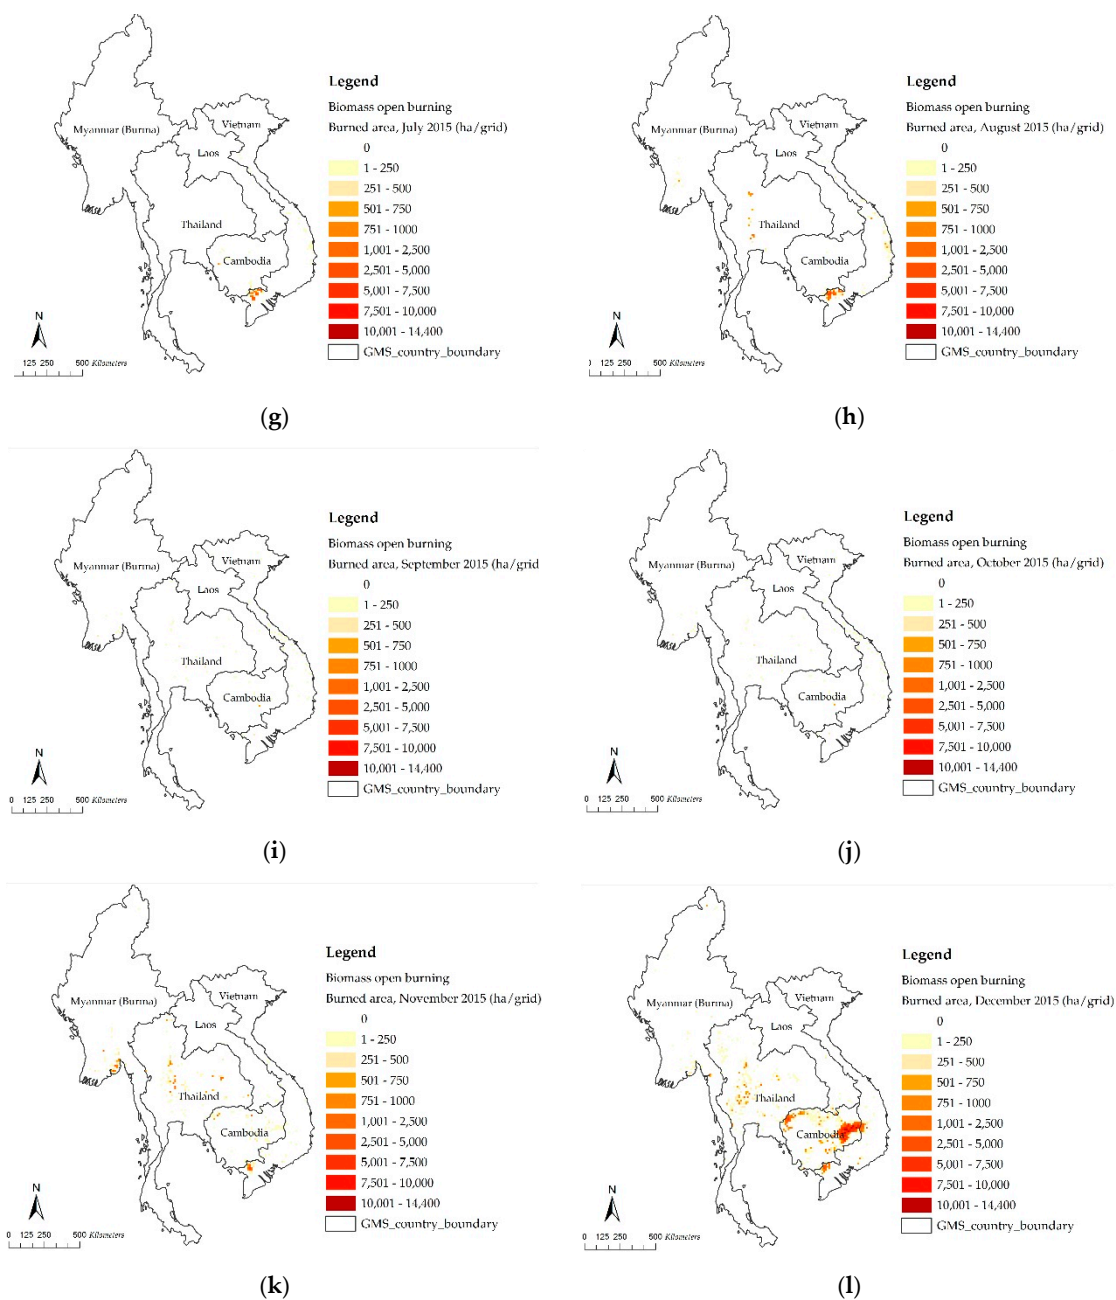 Legend
Biomass open burning
Burned area, July 2015 (ha/grid)
0
1 - 250
251 - 500
501 - 750
751 - 1000
1,001 - 2,500
2,501 - 5,000
5,001 - 7,500
7,501 - 10,000
10,001 - 14,400
GMS_country_boundary
Myanmar (Burma)
Vietnam
Laos
Thailand
Cambodia
N
125 250 500 Kilometers
(g)
Legend
Biomass open burning
Burned area, August 2015 (ha/grid)
0
1 - 250
251 - 500
501 - 750
751 - 1000
1,001 - 2,500
2,501 - 5,000
5,001 - 7,500
7,501 - 10,000
10,001 - 14,400
GMS_country_boundary
Myanmar (Burma)
Vietnam
Laos
Thailand
Cambodia
N
0 125 250 500 Kilometers
(h)
Legend
Biomass open burning
Burned area, September 2015 (ha/grid
0
1 - 250
251 - 500
501 - 750
751 - 1000
1,001 - 2,500
2,501 - 5,000
5,001 - 7,500
7,501 - 10,000
10,001 - 14,400
GMS_country_boundary
Myanmar (Burma)
Vietnam
Laos
Thailand
Cambodia
N
0 125 250 500 Kilometers
(i)
Legend
Biomass open burning
Burned area, October 2015 (ha/grid)
0
1 - 250
251 - 500
501 - 750
751 - 1000
1,001 - 2,500
2,501 - 5,000
5,001 - 7,500
7,501 - 10,000
10,001 - 14,400
GMS_country_boundary
Myanmar (Burma)
Vietnam
Laos
Thailand
Cambodia
N
0 125 250 500 Kilometers
(j)
Legend
Biomass open burning
Burned area, November 2015 (ha/grid)
0
1 - 250
251 - 500
501 - 750
751 - 1000
1,001 - 2,500
2,501 - 5,000
5,001 - 7,500
7,501 - 10,000
10,001 - 14,400
GMS_country_boundary
Myanmar (Burma)
Vietnam
Laos
Thailand
Cambodia
N
0 125 250 500 Kilometers
(k)
Legend
Biomass open burning
Burned area, December 2015 (ha/grid)
0
1 - 250
251 - 500
501 - 750
751 - 1000
1,001 - 2,500
2,501 - 5,000
5,001 - 7,500
7,501 - 10,000
10,001 - 14,400
GMS_country_boundary
Myanmar (Burma)
Vietnam
Laos
Thailand
Cambodia
N
0 125 250 500 Kilometers
(l)